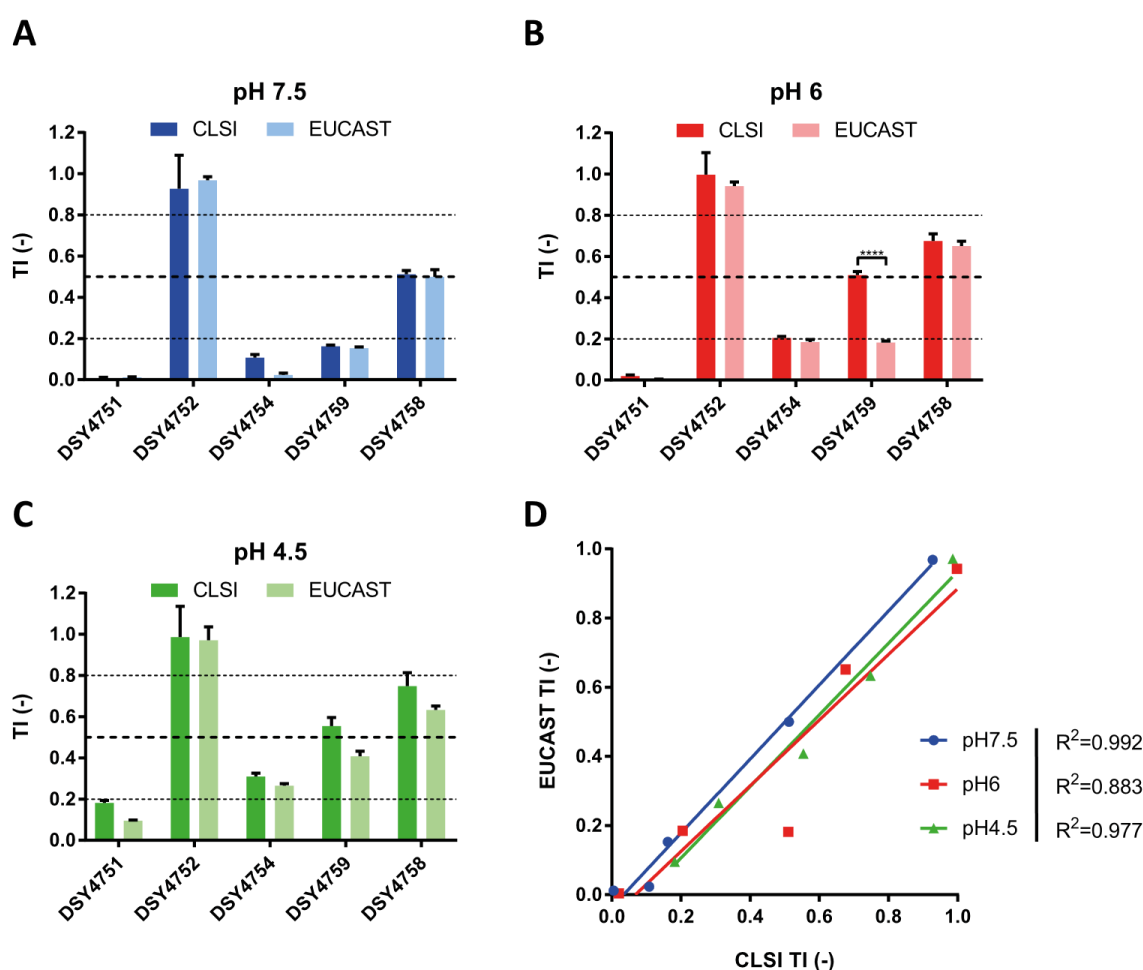 A
pH 7.5
CLSI EUCAST
TI (-)
1.2
1.0
0.8
0.6
0.4
0.2
0.0
DSY4751
DSY4752
DSY4754
DSY4759
DSY4758
B
pH 6
CLSI EUCAST
TI (-)
1.2
1.0
0.8
0.6
0.4
0.2
0.0
****
DSY4751
DSY4752
DSY4754
DSY4759
DSY4758
C
pH 4.5
CLSI EUCAST
TI (-)
1.2
1.0
0.8
0.6
0.4
0.2
0.0
DSY4751
DSY4752
DSY4754
DSY4759
DSY4758
D
EUCAST TI (-)
1.0
0.8
0.6
0.4
0.2
0.0
pH7.5 R²=0.992
pH6 R²=0.883
pH4.5 R²=0.977
0.0 0.2 0.4 0.6 0.8 1.0
CLSI TI (-)